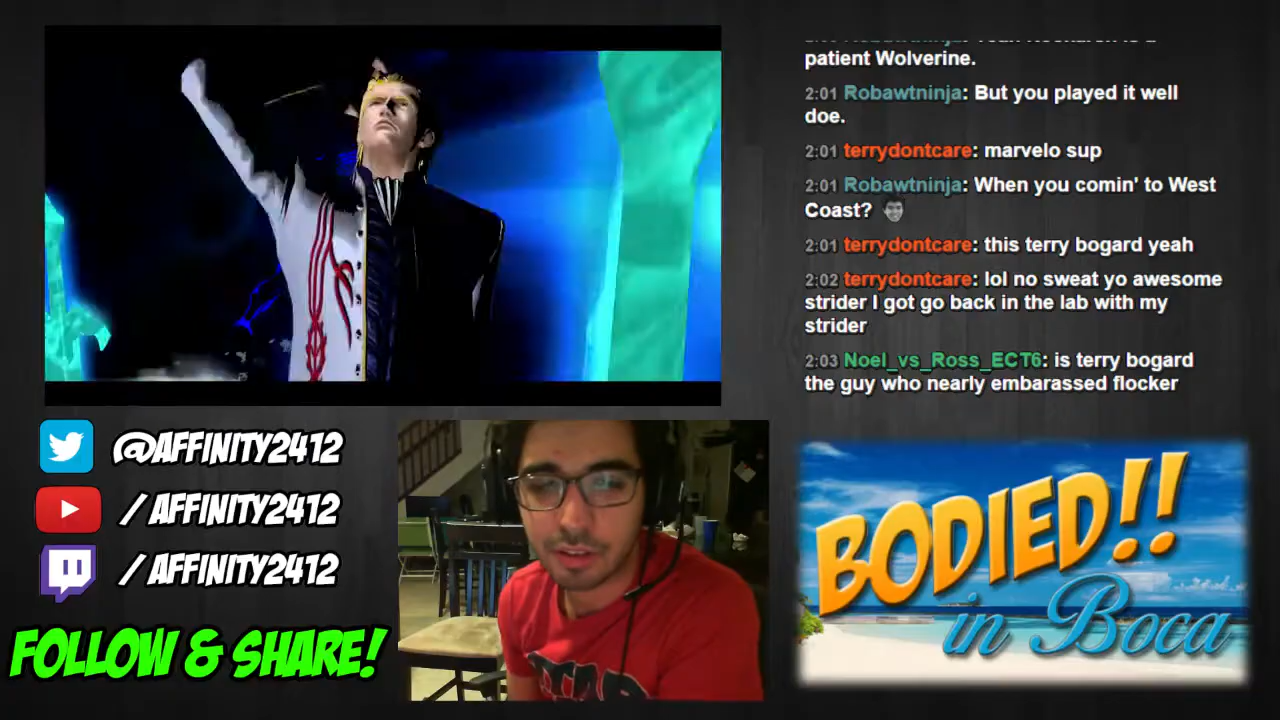 patient Wolverine.
2:01 Robawtninja: But you played it well
doe.
2:01 terrydontcare: marvelo sup
2:01 Robawtninja: When you comin' to West
Coast?
2:01 terrydontcare: this terry bogard yeah
2:02 terrydontcare: lol no sweat yo awesome
strider I got go back in the lab with my
strider
2:03 Noel_vs_Ross_ECT6: is terry bogard
the guy who nearly embarassed flocker
@AFFINITY2412
/AFFINITY2412
/AFFINITY2412
FOLLOW & SHARE!
BODIED!!
in Boca